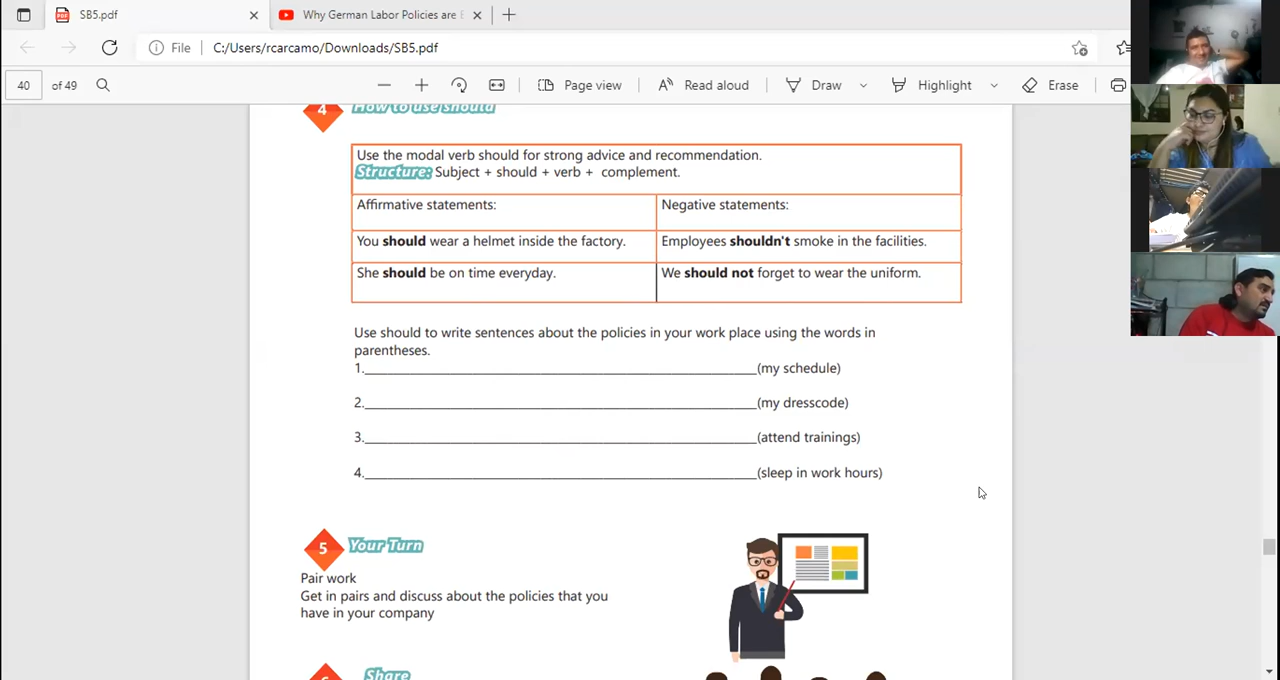 SB5.pdf
Why German Labor Policies are
File
C:/Users/rcarcamo/Downloads/SB5.pdf
40 of 49
Page view
Read aloud
Draw
Highlight
Erase
4 How to use should
Use the modal verb should for strong advice and recommendation.
Structure: Subject + should + verb + complement.
Affirmative statements:
Negative statements:
You should wear a helmet inside the factory.
Employees shouldn't smoke in the facilities.
She should be on time everyday.
We should not forget to wear the uniform.
Use should to write sentences about the policies in your work place using the words in
parentheses.
1. (my schedule)
2. (my dresscode)
3. (attend trainings)
4. (sleep in work hours)
5 Your Turn
Pair work
Get in pairs and discuss about the policies that you
have in your company
6 Share